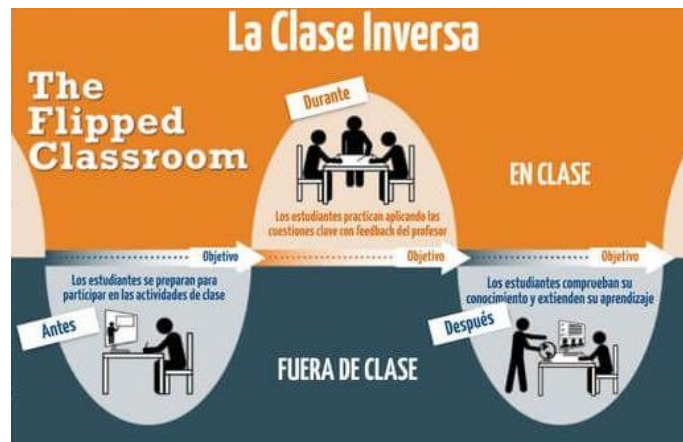 La Clase Inversa
The
Flipped
Classroom
Durante
EN CLASE
Los estudiantes practican aplicando las
cuestiones clave con feedback del profesor
Objetivo
Objetivo
Objetivo
Los estudiantes se preparan para
participar en las actividades de clase
Antes
Los estudiantes comprueban su
conocimiento y extienden su aprendizaje
Después
FUERA DE CLASE